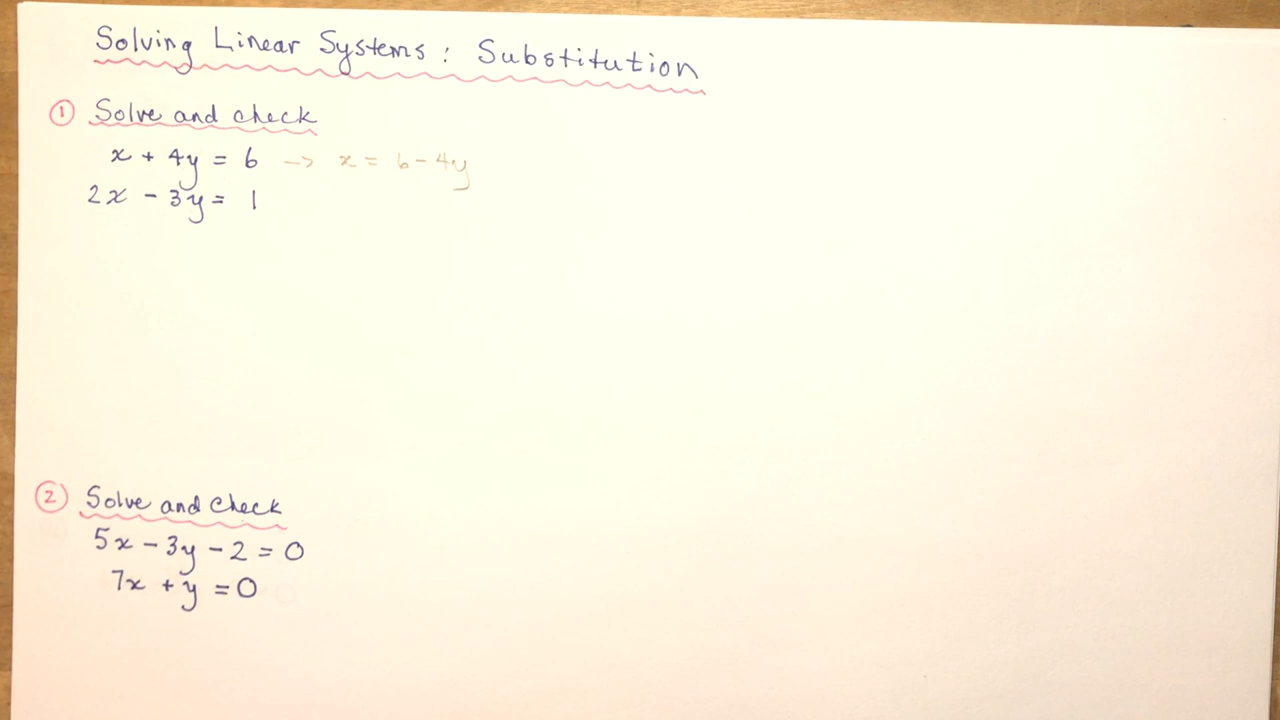 Solving Linear Systems: Substitution
① Solve and check
x + 4y = 6 -> x = 6 - 4y
2x - 3y = 1
② Solve and check
5x - 3y - 2 = 0
7x + y = 0